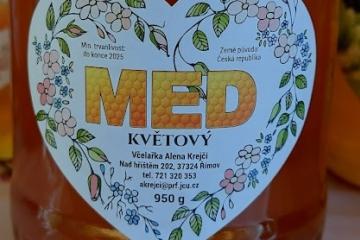 Min. trvanlivost:
do konce 2025
Země původu
Česká republika
MED
KVĚTOVÝ
Včelařka Alena Krejčí
Nad hřištěm 202, 37324 Římov
tel. 721 320 353
akrejci@prf.jcu.cz
950 g